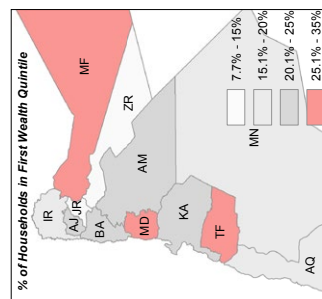 % of Households in First Wealth Quintile
IR
AJ
JR
BA
MF
ZR
AM
MD
KA
TF
MN
AQ
7.7% - 15%
15.1% - 20%
20.1% - 25%
25.1% - 35%